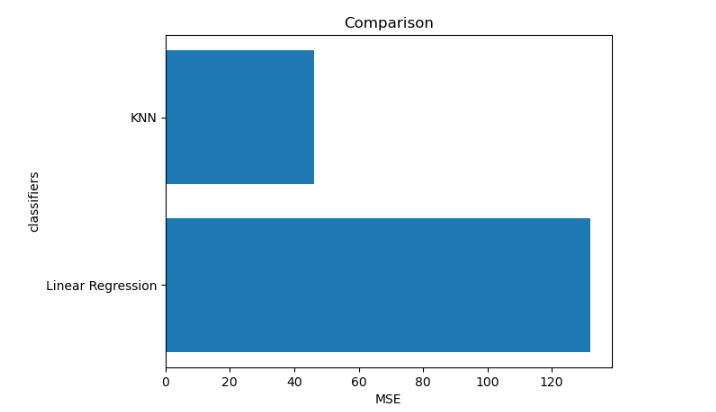 Comparison
KNN
classifiers
Linear Regression
0 20 40 60 80 100 120
MSE